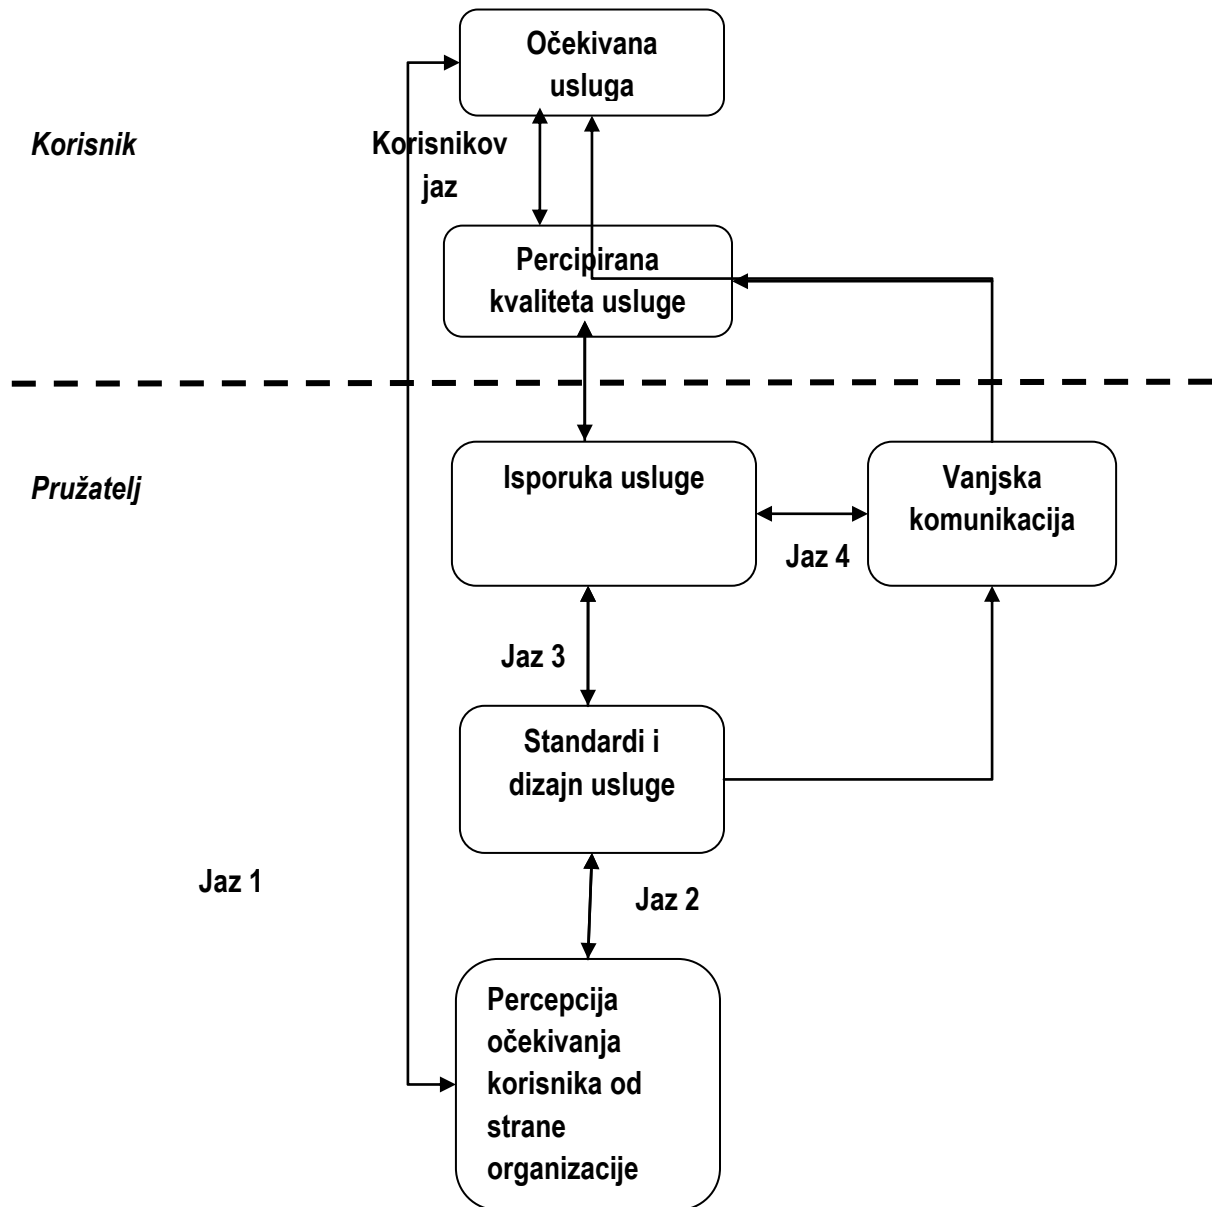 Očekivana
usluga
Korisnik
Korisnikov
jaz
Percipirana
kvaliteta usluge
Pružatelj
Isporuka usluge
Vanjska
komunikacija
Jaz 4
Jaz 3
Standardi i
dizajn usluge
Jaz 1
Jaz 2
Percepcija
očekivanja
korisnika od
strane
organizacije